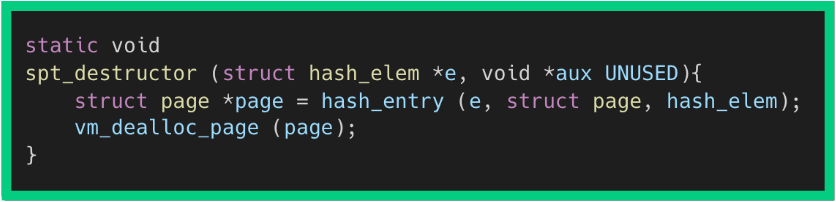 static void
spt_destructor (struct hash_elem *e, void *aux UNUSED){
    struct page *page = hash_entry (e, struct page, hash_elem);
    vm_dealloc_page (page);
}